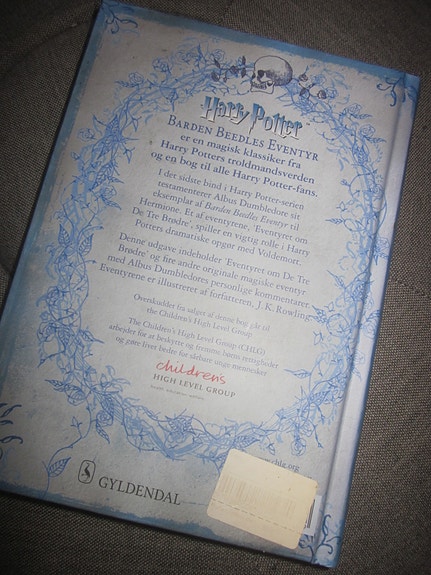 Harry Potter
BARDEN BEEDLES EVENTYR
er en magisk klassiker fra
Harry Potters troldmandsverden
og en bog til alle Harry Potter-fans.
I det sidste bind i Harry Potter-serien
testamenterer Albus Dumbledore sit
eksemplar af Barden Beedles Eventyr til
Hermione. Et af eventyrene, 'Eventyret om
De Tre Brødre', spiller en vigtig rolle i Harry
Potters dramatiske opgør med Voldemort.
Denne udgave indeholder 'Eventyret om De Tre
Brødre' og fire andre originale magiske eventyr
med Albus Dumbledores personlige kommentarer.
Eventyrene er illustreret af forfatteren, J. K. Rowling.
Overskuddet fra salget af denne bog går til
the Children's High Level Group.
The Children's High Level Group (CHLG)
arbejder for at beskytte og fremme børns rettigheder
og gøre livet bedre for sårbare unge mennesker
children's
HIGH LEVEL GROUP
www.chlg.org
GYLDENDAL